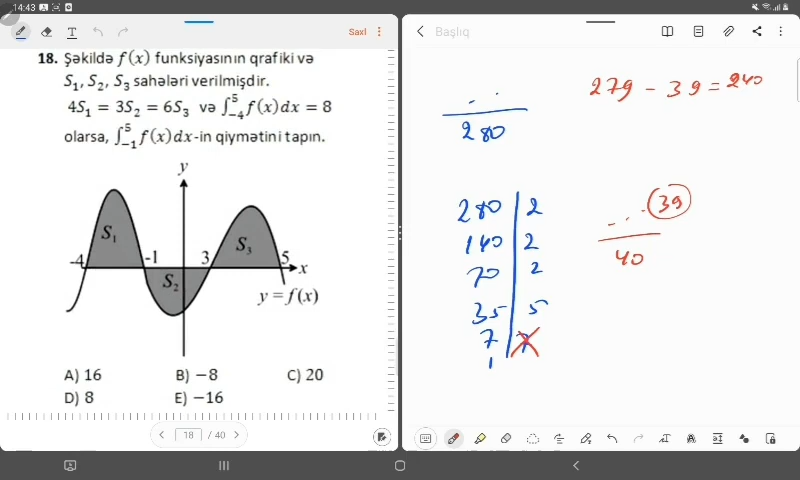 14:43
T
Saxl
Başlıq
18. Şəkildə f(x) funksiyasının qrafiki və
S₁, S₂, S₃ sahələri verilmişdir.
4S₁ = 3S₂ = 6S₃ və ∫₋₄⁵ f(x)dx = 8
olarsa, ∫₋₁⁵ f(x)dx-in qiymətini tapın.
y
S₁
S₃
-4
-1
3
5
x
S₂
y = f(x)
A) 16 B) −8 C) 20
D) 8 E) −16
18 / 40
279 - 39 = 240
280
280 | 2
140 | 2
70 | 2
35 | 5
7 | 7
1
... 39
40